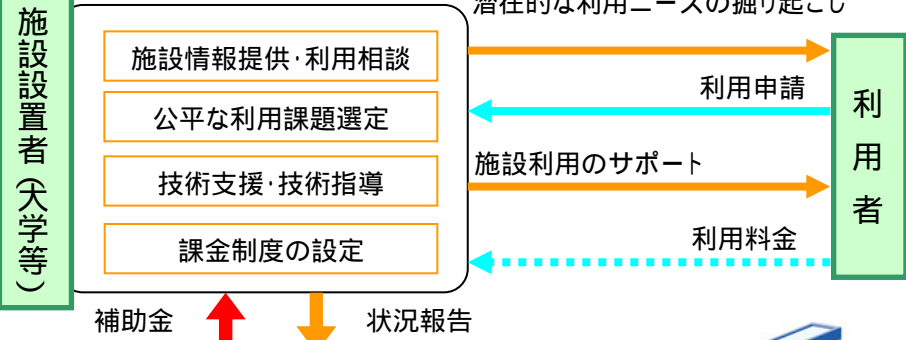 潜在的な利用ニーズの掘り起こし
施設設置者(大学等)
施設情報提供・利用相談
公平な利用課題選定
技術支援・技術指導
課金制度の設定
利用申請
施設利用のサポート
利用料金
利用者
補助金
状況報告